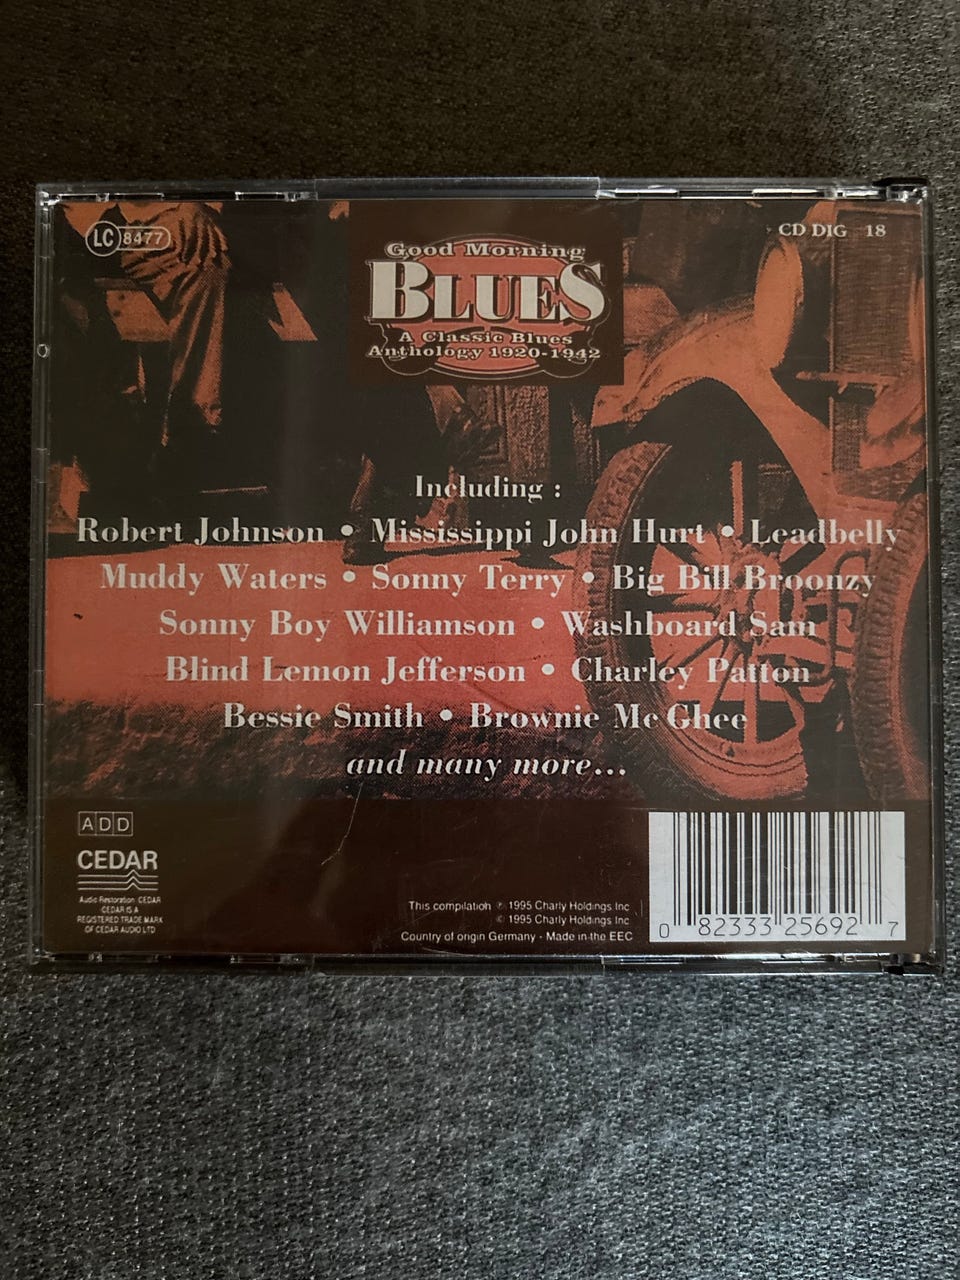 LC 8477
CD DIG 18
Good Morning
BLUES
A Classic Blues
Anthology 1920-1942
Including :
Robert Johnson • Mississippi John Hurt • Leadbelly
Muddy Waters • Sonny Terry • Big Bill Broonzy
Sonny Boy Williamson • Washboard Sam
Blind Lemon Jefferson • Charley Patton
Bessie Smith • Brownie Mc Ghee
and many more...
ADD
CEDAR
Audio Restoration CEDAR
CEDAR IS A
REGISTERED TRADE MARK
OF CEDAR AUDIO LTD
This compilation ℗ 1995 Charly Holdings Inc
© 1995 Charly Holdings Inc
Country of origin Germany - Made in the EEC
0 82333 25692 7